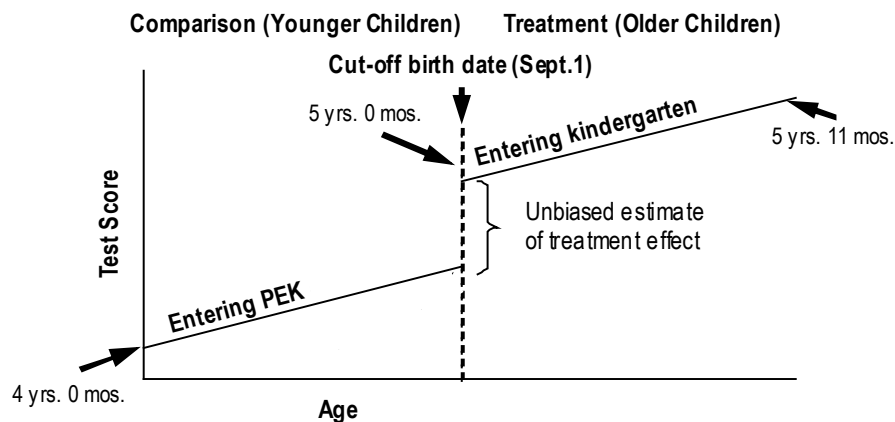 Comparison (Younger Children) Treatment (Older Children)
Cut-off birth date (Sept.1)
5 yrs. 0 mos.
Entering kindergarten
5 yrs. 11 mos.
Test Score
Unbiased estimate
of treatment effect
Entering PEK
4 yrs. 0 mos.
Age